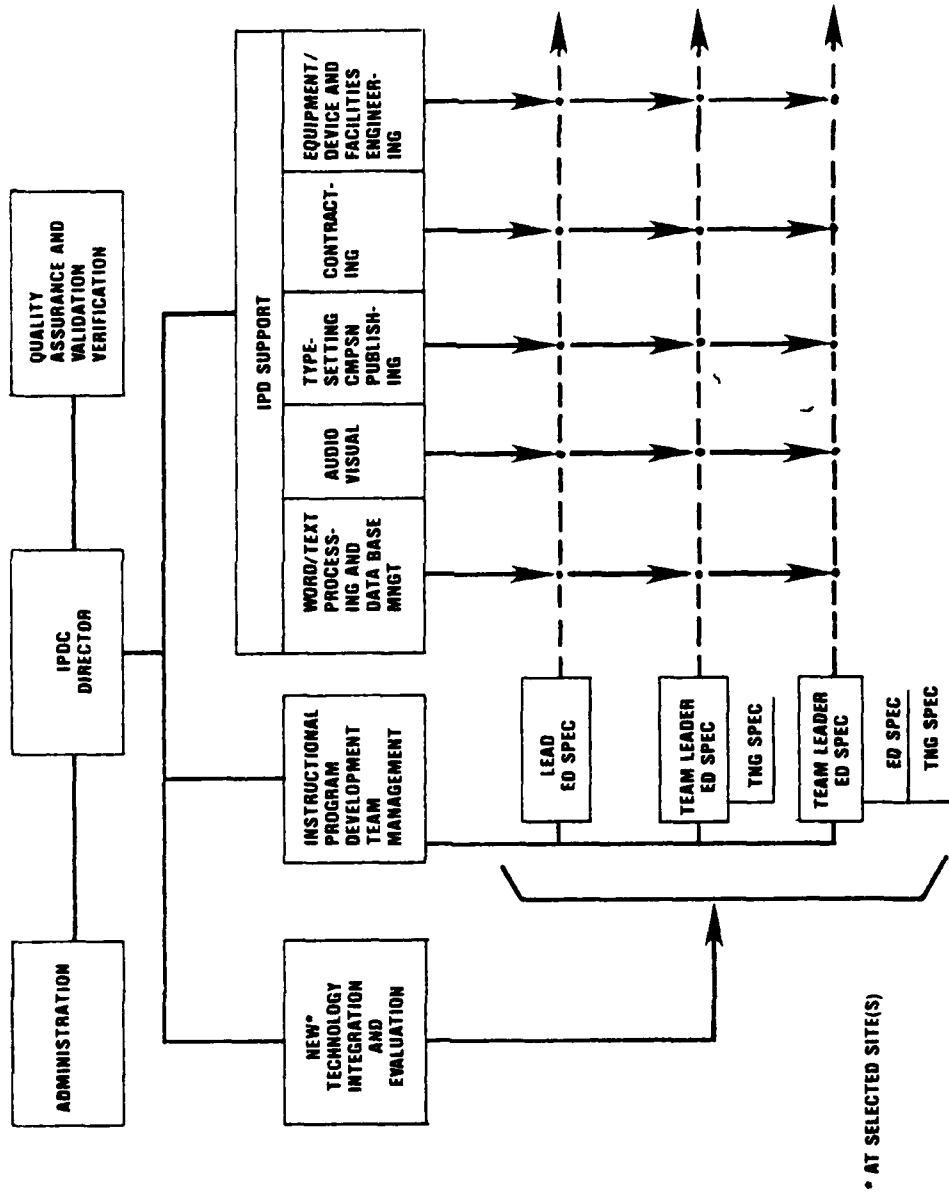 ADMINISTRATION
IPDC
DIRECTOR
QUALITY
ASSURANCE AND
VALIDATION
VERIFICATION
NEW*
TECHNOLOGY
INTEGRATION
AND
EVALUATION
INSTRUCTIONAL
PROGRAM
DEVELOPMENT
TEAM
MANAGEMENT
IPD SUPPORT
WORD/TEXT
PROCESS-
ING AND
DATA BASE
MNGT
AUDIO
VISUAL
TYPE-
SETTING
CMPSN
PUBLISH-
ING
CONTRACT-
ING
EQUIPMENT/
DEVICE AND
FACILITIES
ENGINEER-
ING
LEAD
ED SPEC
TEAM LEADER
ED SPEC
TNG SPEC
TEAM LEADER
ED SPEC
ED SPEC
TNG SPEC
* AT SELECTED SITE(S)